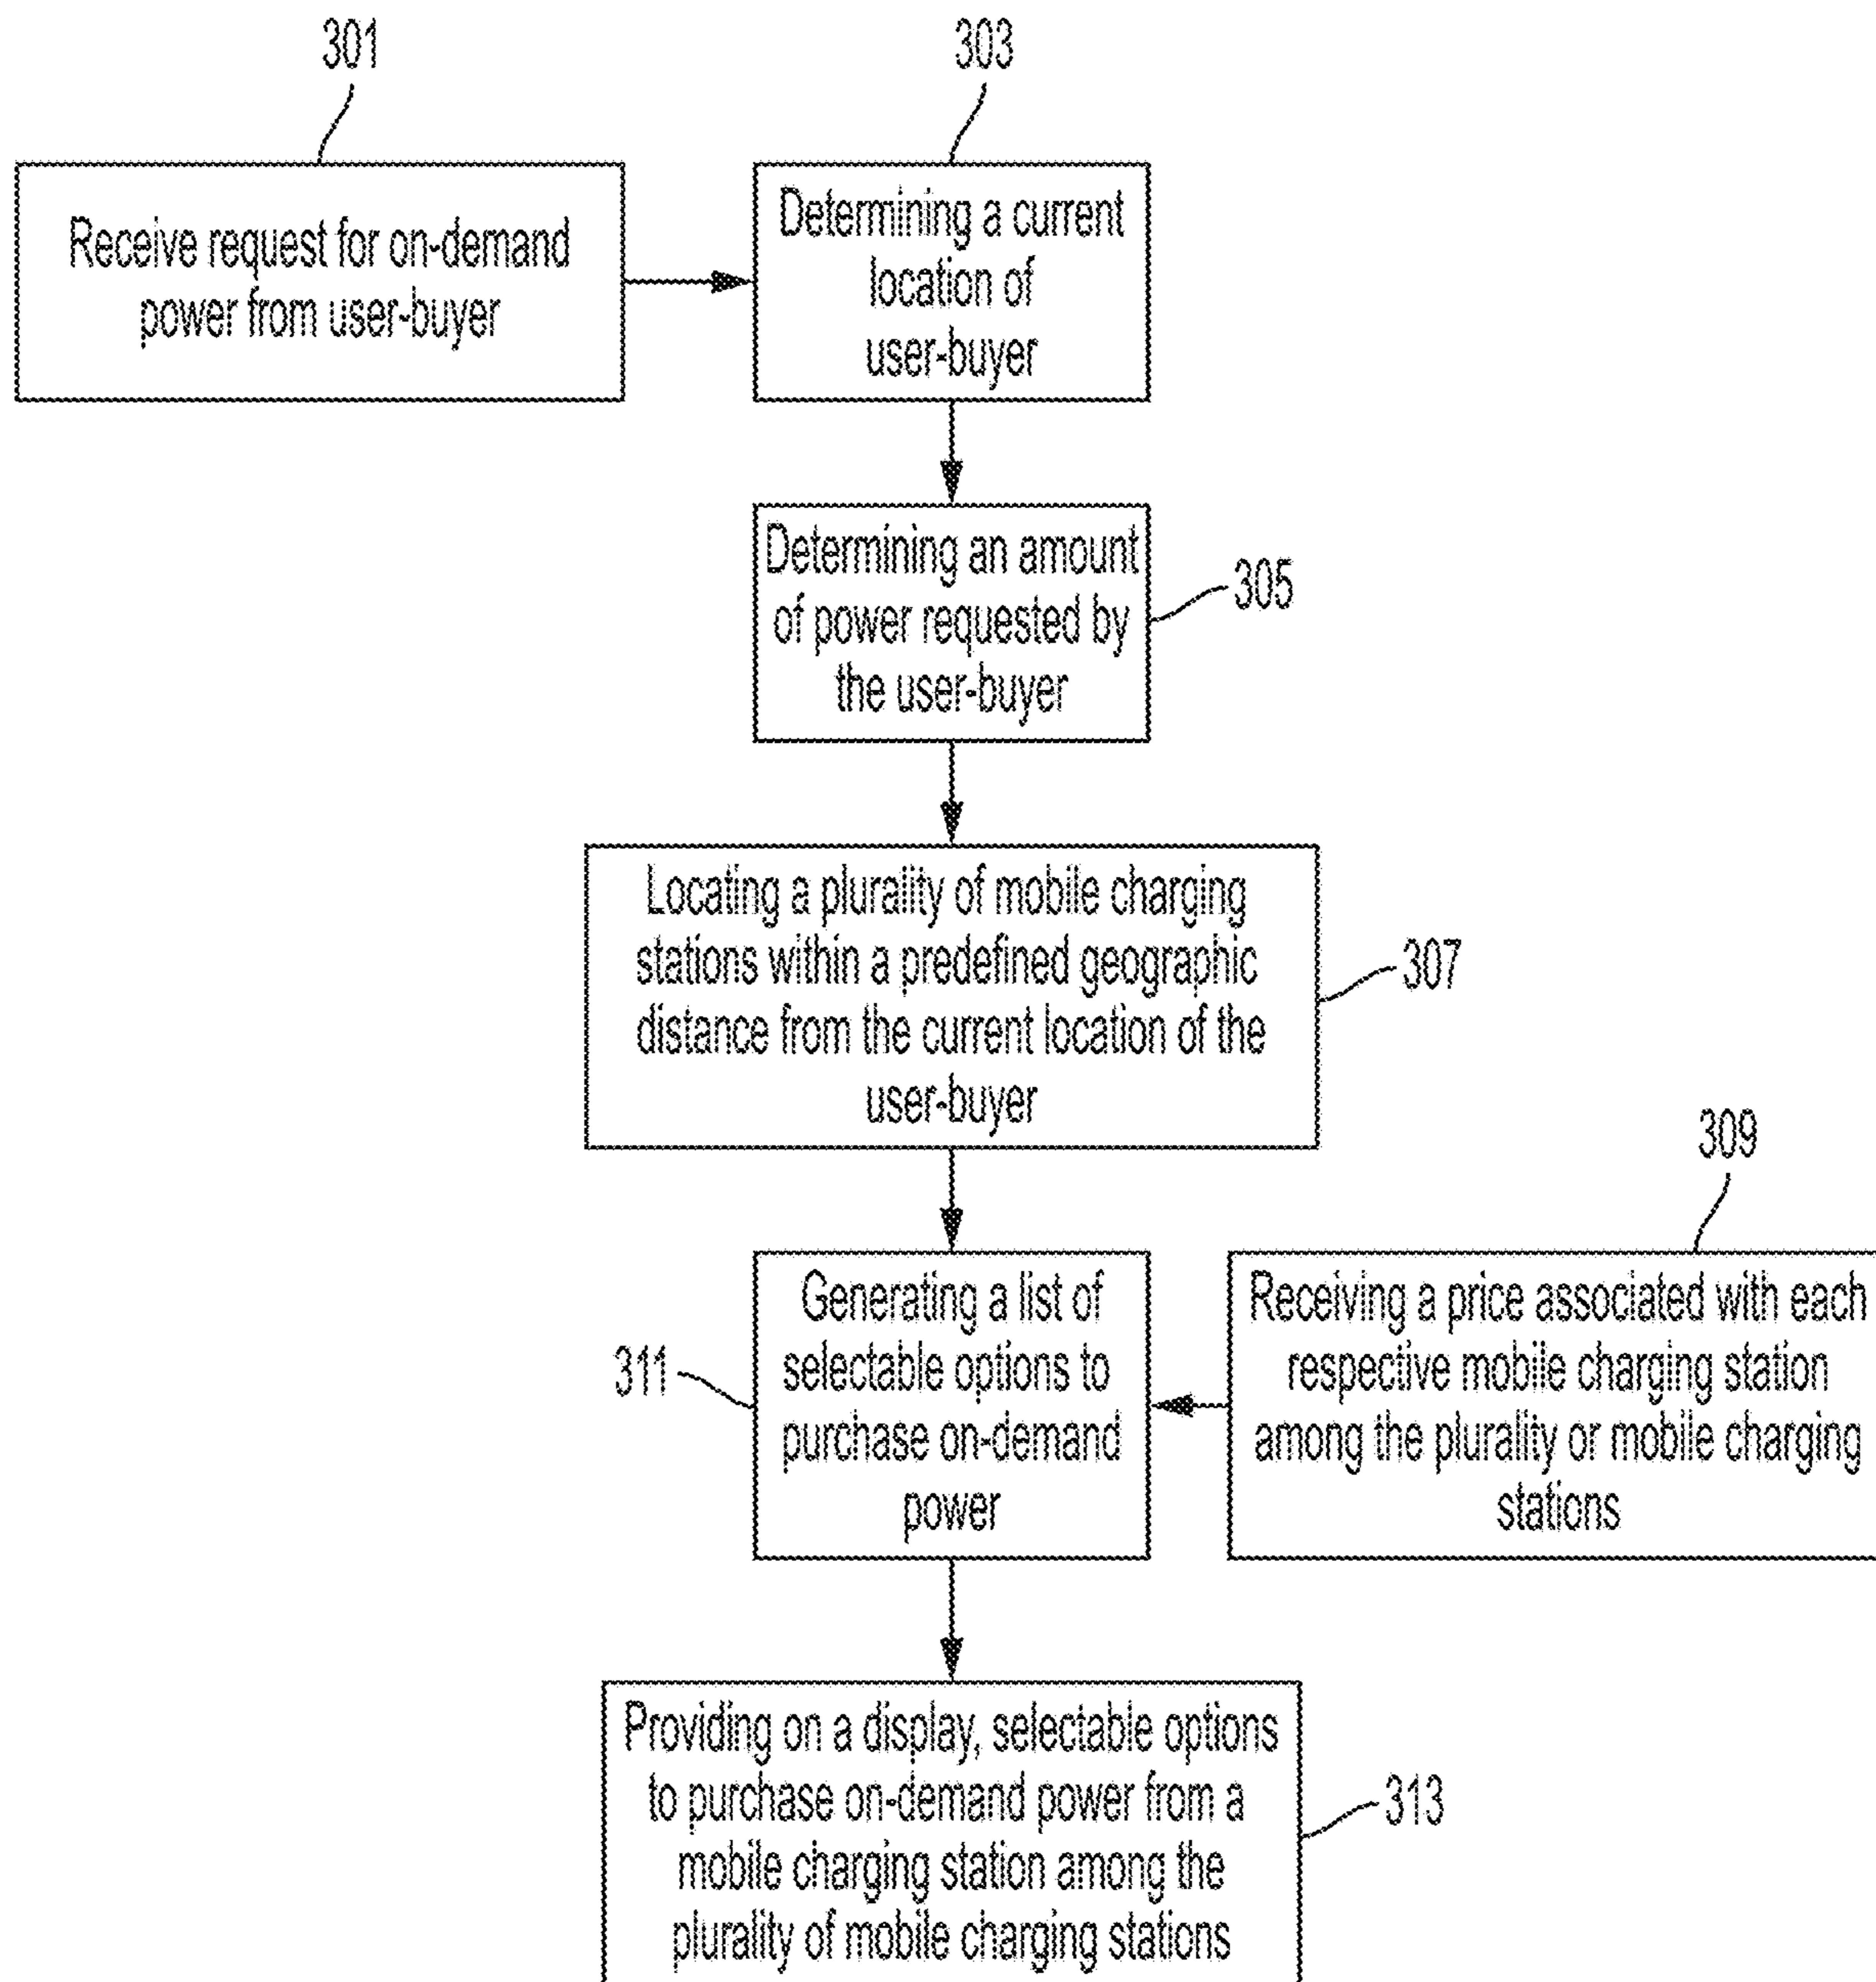 301
303
Receive request for on-demand
power from user-buyer
Determining a current
location of
user-buyer
Determining an amount
of power requested by
the user-buyer
305
Locating a plurality of mobile charging
stations within a predefined geographic
distance from the current location of the
user-buyer
307
309
311
Generating a list of
selectable options to
purchase on-demand
power
Receiving a price associated with each
respective mobile charging station
among the plurality or mobile charging
stations
Providing on a display, selectable options
to purchase on-demand power from a
mobile charging station among the
plurality of mobile charging stations
313